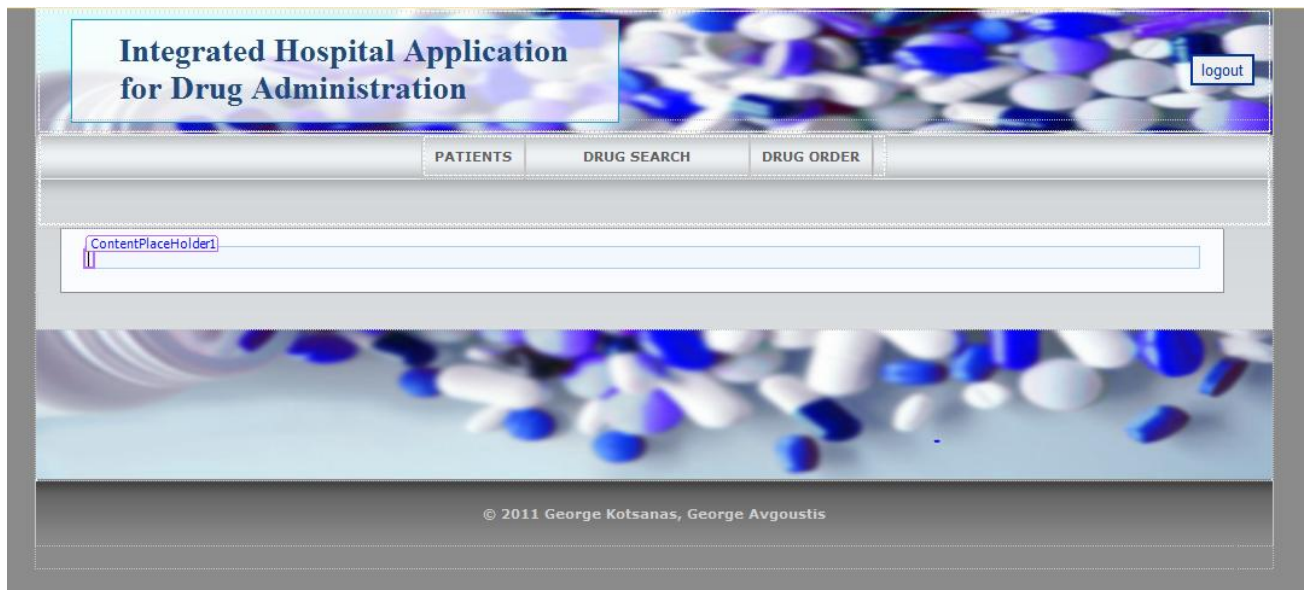 Integrated Hospital Application
for Drug Administration
logout
PATIENTS DRUG SEARCH DRUG ORDER
ContentPlaceHolder1
© 2011 George Kotsanas, George Avgoustis